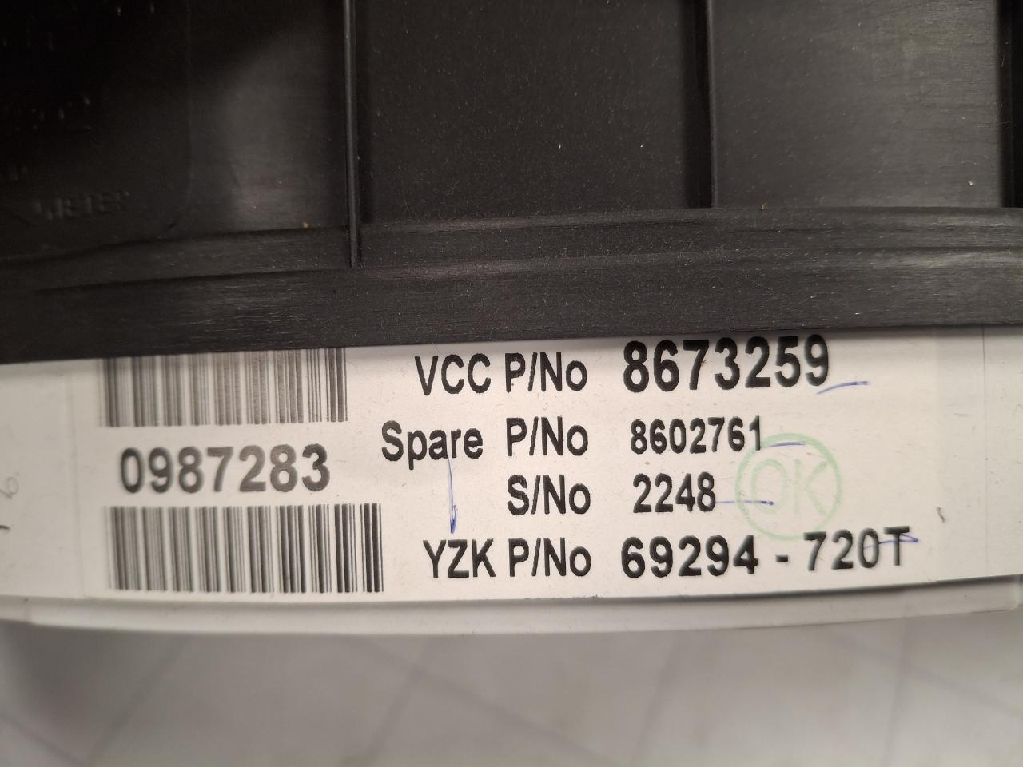 VCC P/No 8673259
Spare P/No 8602761
0987283
S/No 2248
OK
YZK P/No 69294-720T